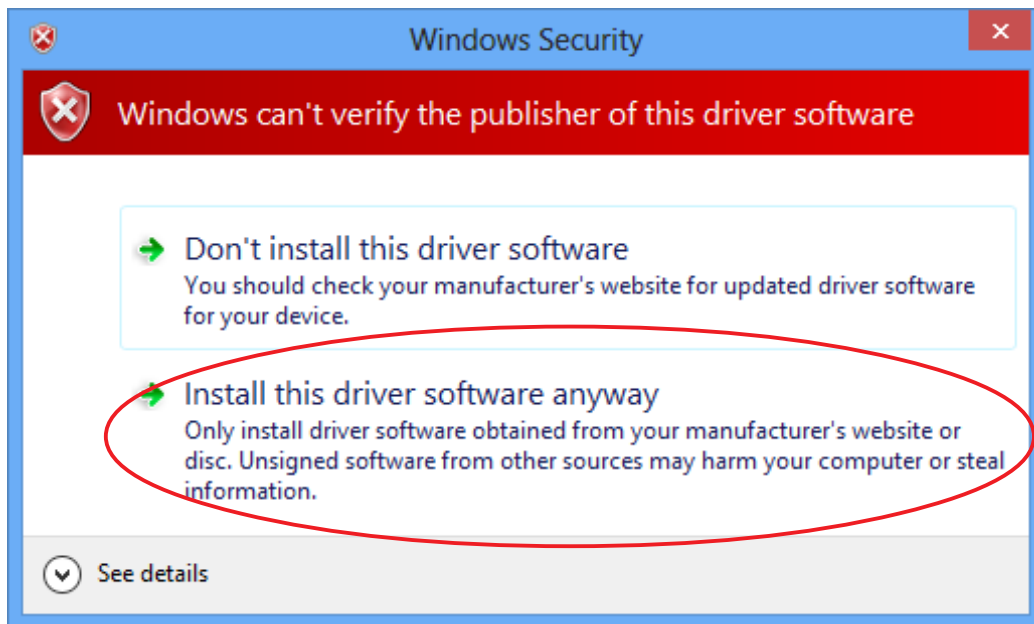 Windows Security
Windows can't verify the publisher of this driver software
Don't install this driver software
You should check your manufacturer's website for updated driver software
for your device.
Install this driver software anyway
Only install driver software obtained from your manufacturer's website or
disc. Unsigned software from other sources may harm your computer or steal
information.
See details